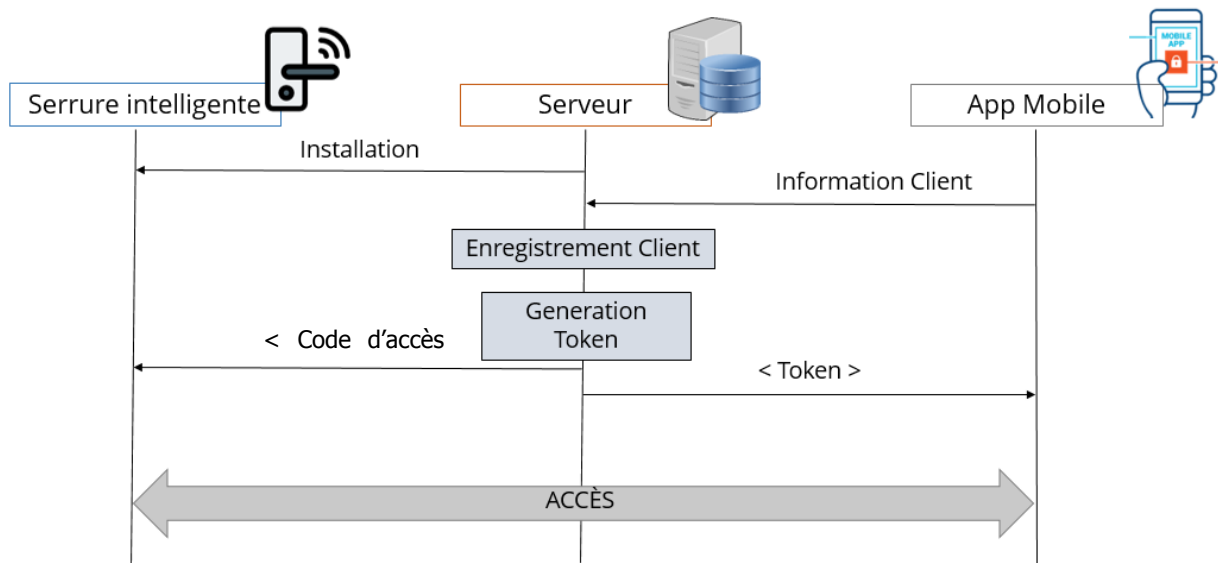 Serrure intelligente
Serveur
App Mobile
MOBILE
APP
Installation
Information Client
Enregistrement Client
Generation
Token
< Code d’accès
< Token >
ACCÈS